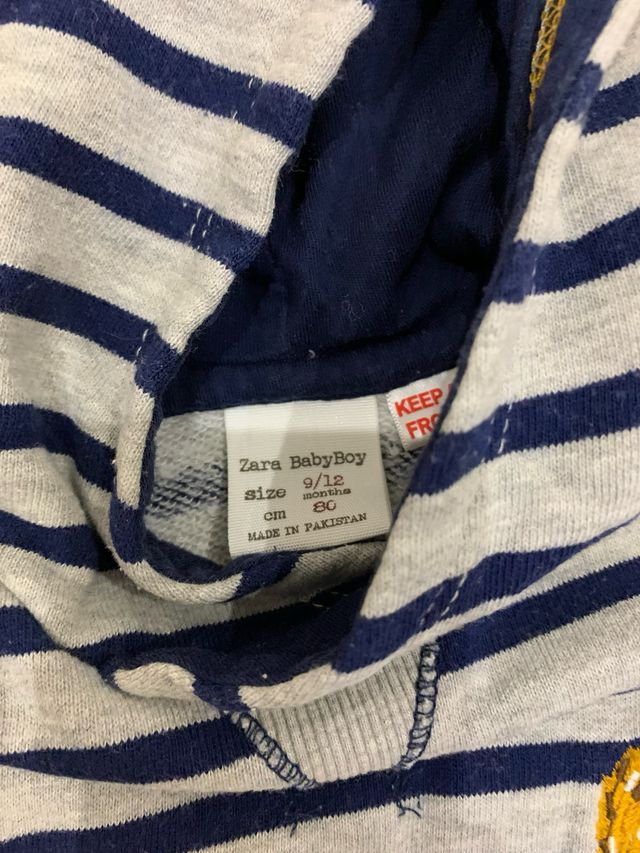 Zara BabyBoy
size 9/12
months
cm 80
MADE IN PAKISTAN
KEEP
FRO